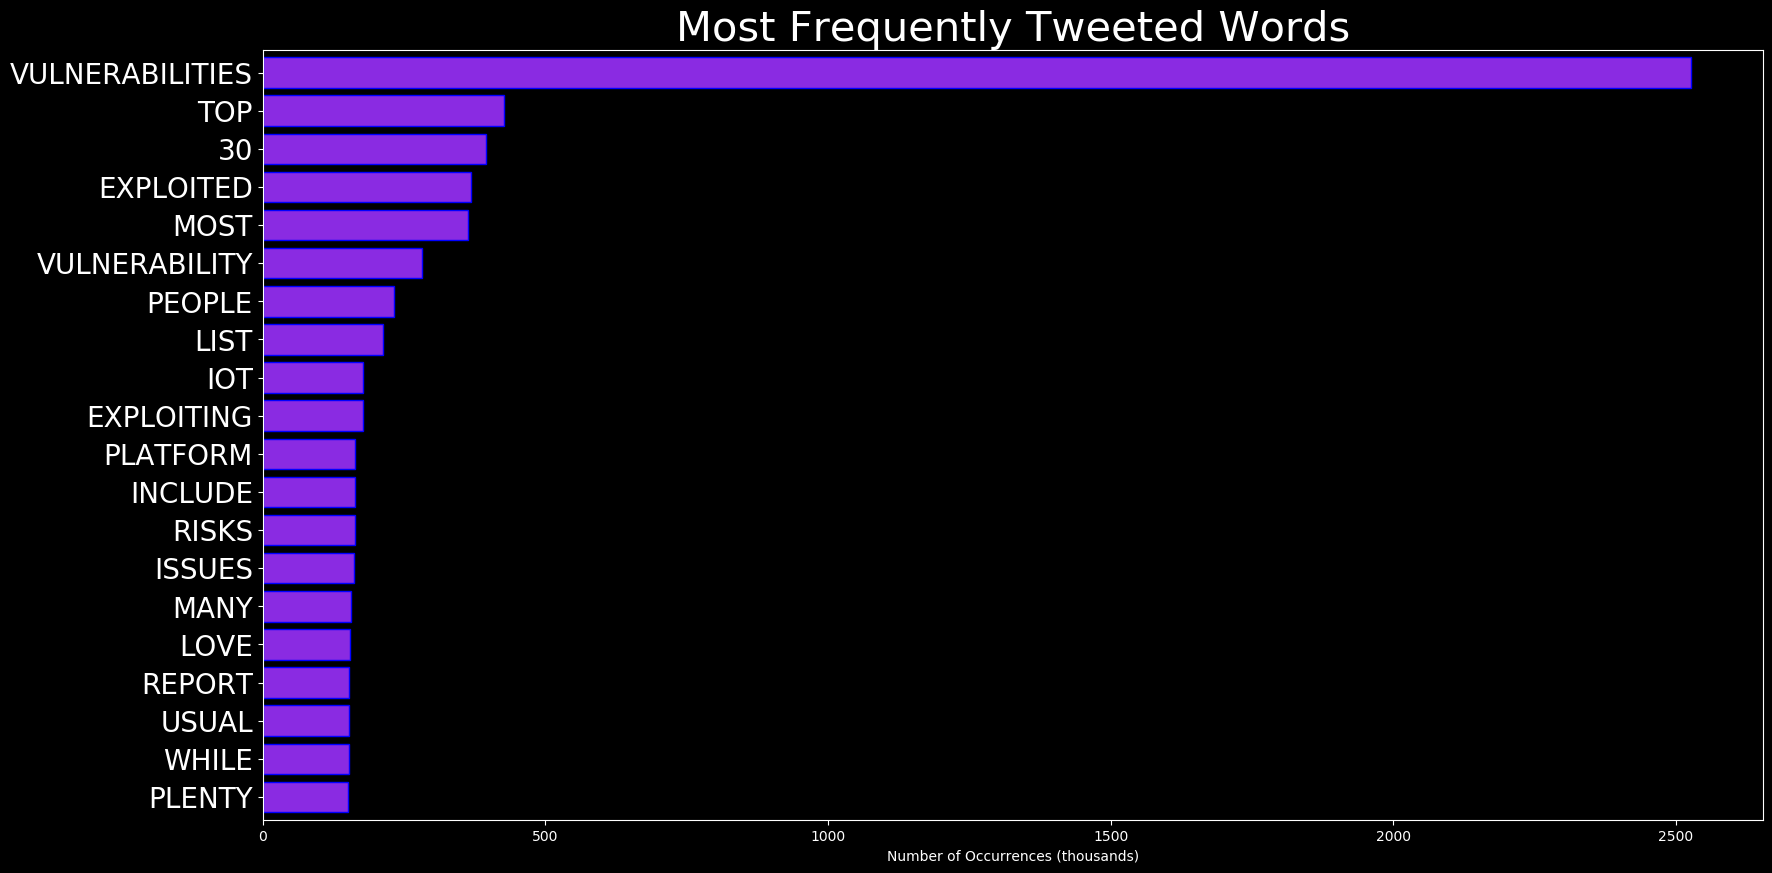 Most Frequently Tweeted Words
VULNERABILITIES
TOP
30
EXPLOITED
MOST
VULNERABILITY
PEOPLE
LIST
IOT
EXPLOITING
PLATFORM
INCLUDE
RISKS
ISSUES
MANY
LOVE
REPORT
USUAL
WHILE
PLENTY
0 500 1000 1500 2000 2500
Number of Occurrences (thousands)